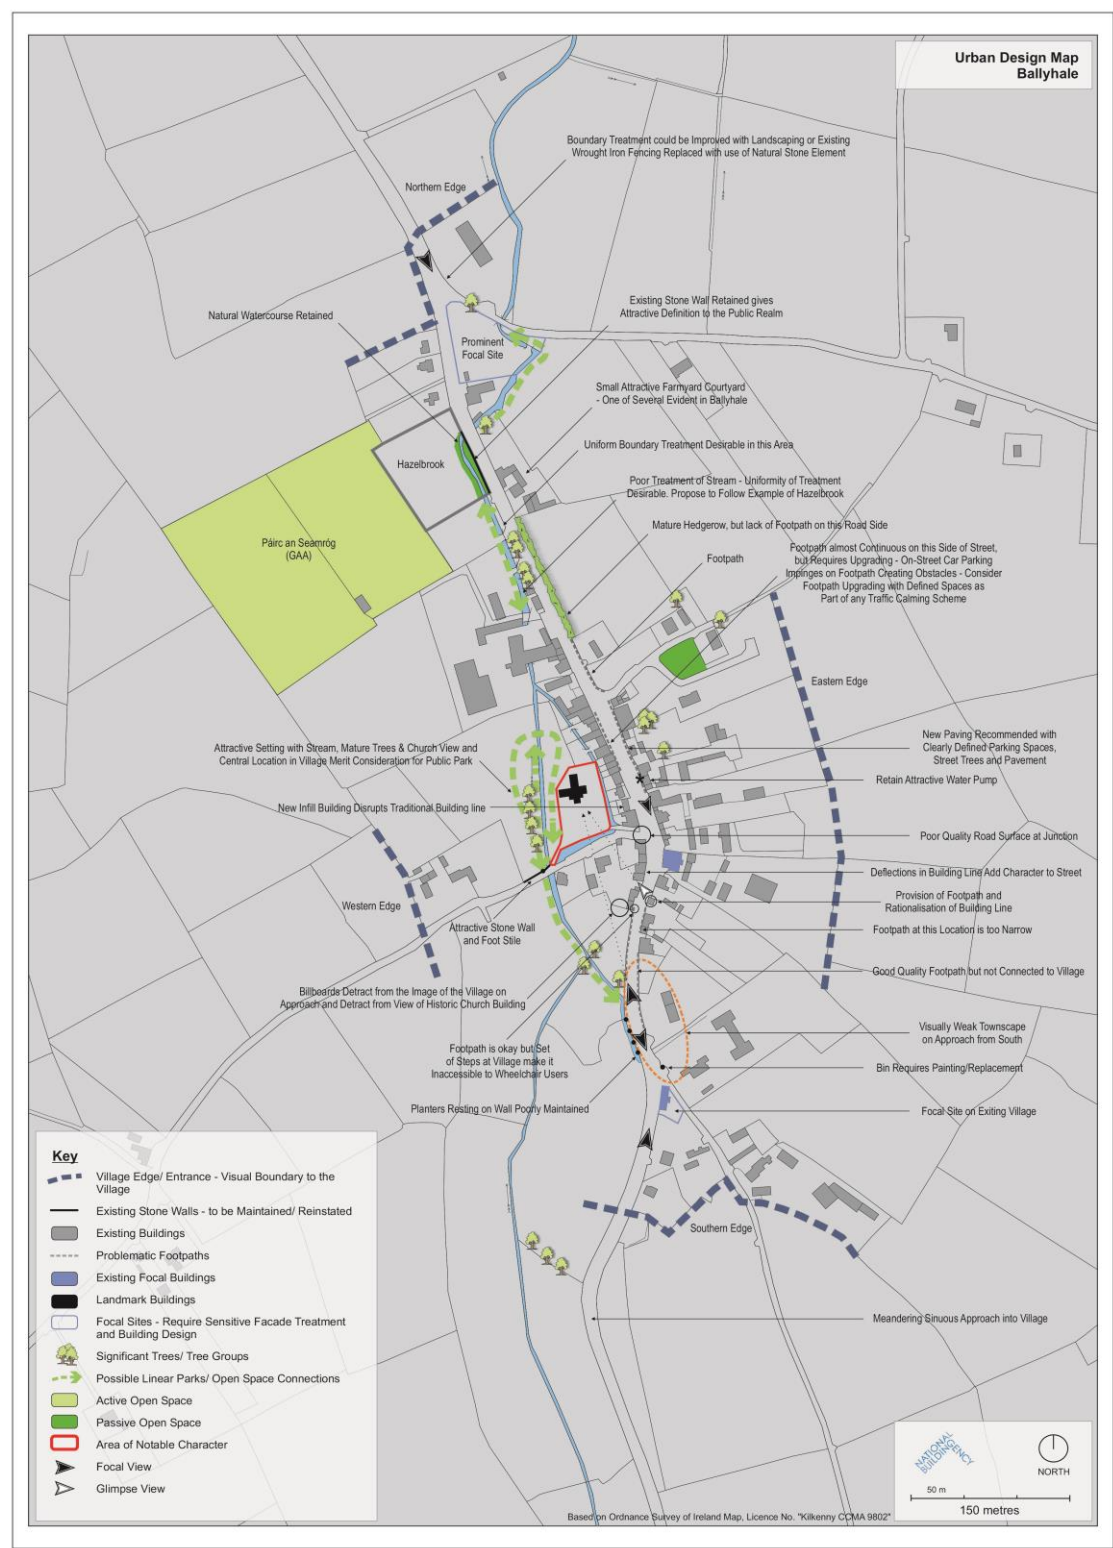 Urban Design Map
Ballyhale
Boundary Treatment could be Improved with Landscaping or Existing
Wrought Iron Fencing Replaced with use of Natural Stone Element
Northern Edge
Existing Stone Wall Retained gives
Attractive Definition to the Public Realm
Natural Watercourse Retained
Prominent
Focal Site
Small Attractive Farmyard Courtyard
- One of Several Evident in Ballyhale
Uniform Boundary Treatment Desirable in this Area
Hazelbrook
Poor Treatment of Stream - Uniformity of Treatment
Desirable. Propose to Follow Example of Hazelbrook
Mature Hedgerow, but lack of Footpath on this Road Side
Páirc an Seamróg
(GAA)
Footpath
Footpath almost Continuous on this Side of Street,
but Requires Upgrading - On-Street Car Parking
Impinges on Footpath Creating Obstacles - Consider
Footpath Upgrading with Defined Spaces as
Part of any Traffic Calming Scheme
Eastern Edge
Attractive Setting with Stream, Mature Trees & Church View and
Central Location in Village Merit Consideration for Public Park
New Paving Recommended with
Clearly Defined Parking Spaces,
Street Trees and Pavement
Retain Attractive Water Pump
New Infill Building Disrupts Traditional Building line
Poor Quality Road Surface at Junction
Deflections in Building Line Add Character to Street
Western Edge
Provision of Footpath and
Rationalisation of Building Line
Attractive Stone Wall
and Foot Stile
Footpath at this Location is too Narrow
Good Quality Footpath but not Connected to Village
Billboards Detract from the Image of the Village on
Approach and Detract from View of Historic Church Building
Visually Weak Townscape
on Approach from South
Footpath is okay but Set
of Steps at Village make it
Inaccessible to Wheelchair Users
Bin Requires Painting/Replacement
Planters Resting on Wall Poorly Maintained
Focal Site on Exiting Village
Southern Edge
Meandering Sinuous Approach into Village
Key
Village Edge/ Entrance - Visual Boundary to the
Village
Existing Stone Walls - to be Maintained/ Reinstated
Existing Buildings
Problematic Footpaths
Existing Focal Buildings
Landmark Buildings
Focal Sites - Require Sensitive Facade Treatment
and Building Design
Significant Trees/ Tree Groups
Possible Linear Parks/ Open Space Connections
Active Open Space
Passive Open Space
Area of Notable Character
Focal View
Glimpse View
NATIONAL
BUILDING
AGENCY
NORTH
50 m
150 metres
Based on Ordnance Survey of Ireland Map, Licence No. "Kilkenny CCMA 9802"